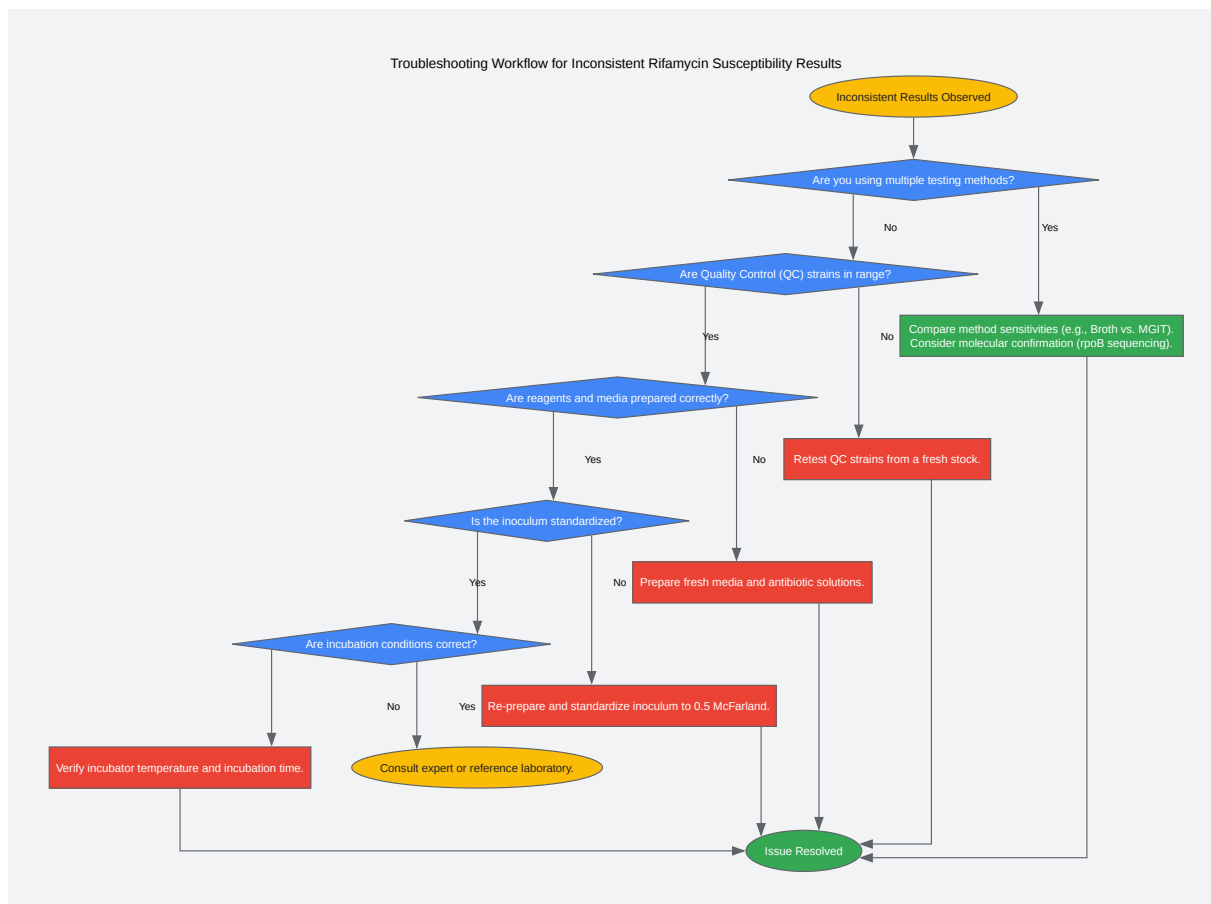 Troubleshooting Workflow for Inconsistent Rifamycin Susceptibility Results
Inconsistent Results Observed
Are you using multiple testing methods?
No
Yes
Are Quality Control (QC) strains in range?
Yes
No
Compare method sensitivities (e.g., Broth vs. MGIT).
Consider molecular confirmation (rpoB sequencing).
Are reagents and media prepared correctly?
Yes
No
Retest QC strains from a fresh stock.
Is the inoculum standardized?
Yes
No
Prepare fresh media and antibiotic solutions.
Are incubation conditions correct?
No
Yes
Re-prepare and standardize inoculum to 0.5 McFarland.
Verify incubator temperature and incubation time.
Consult expert or reference laboratory.
Issue Resolved